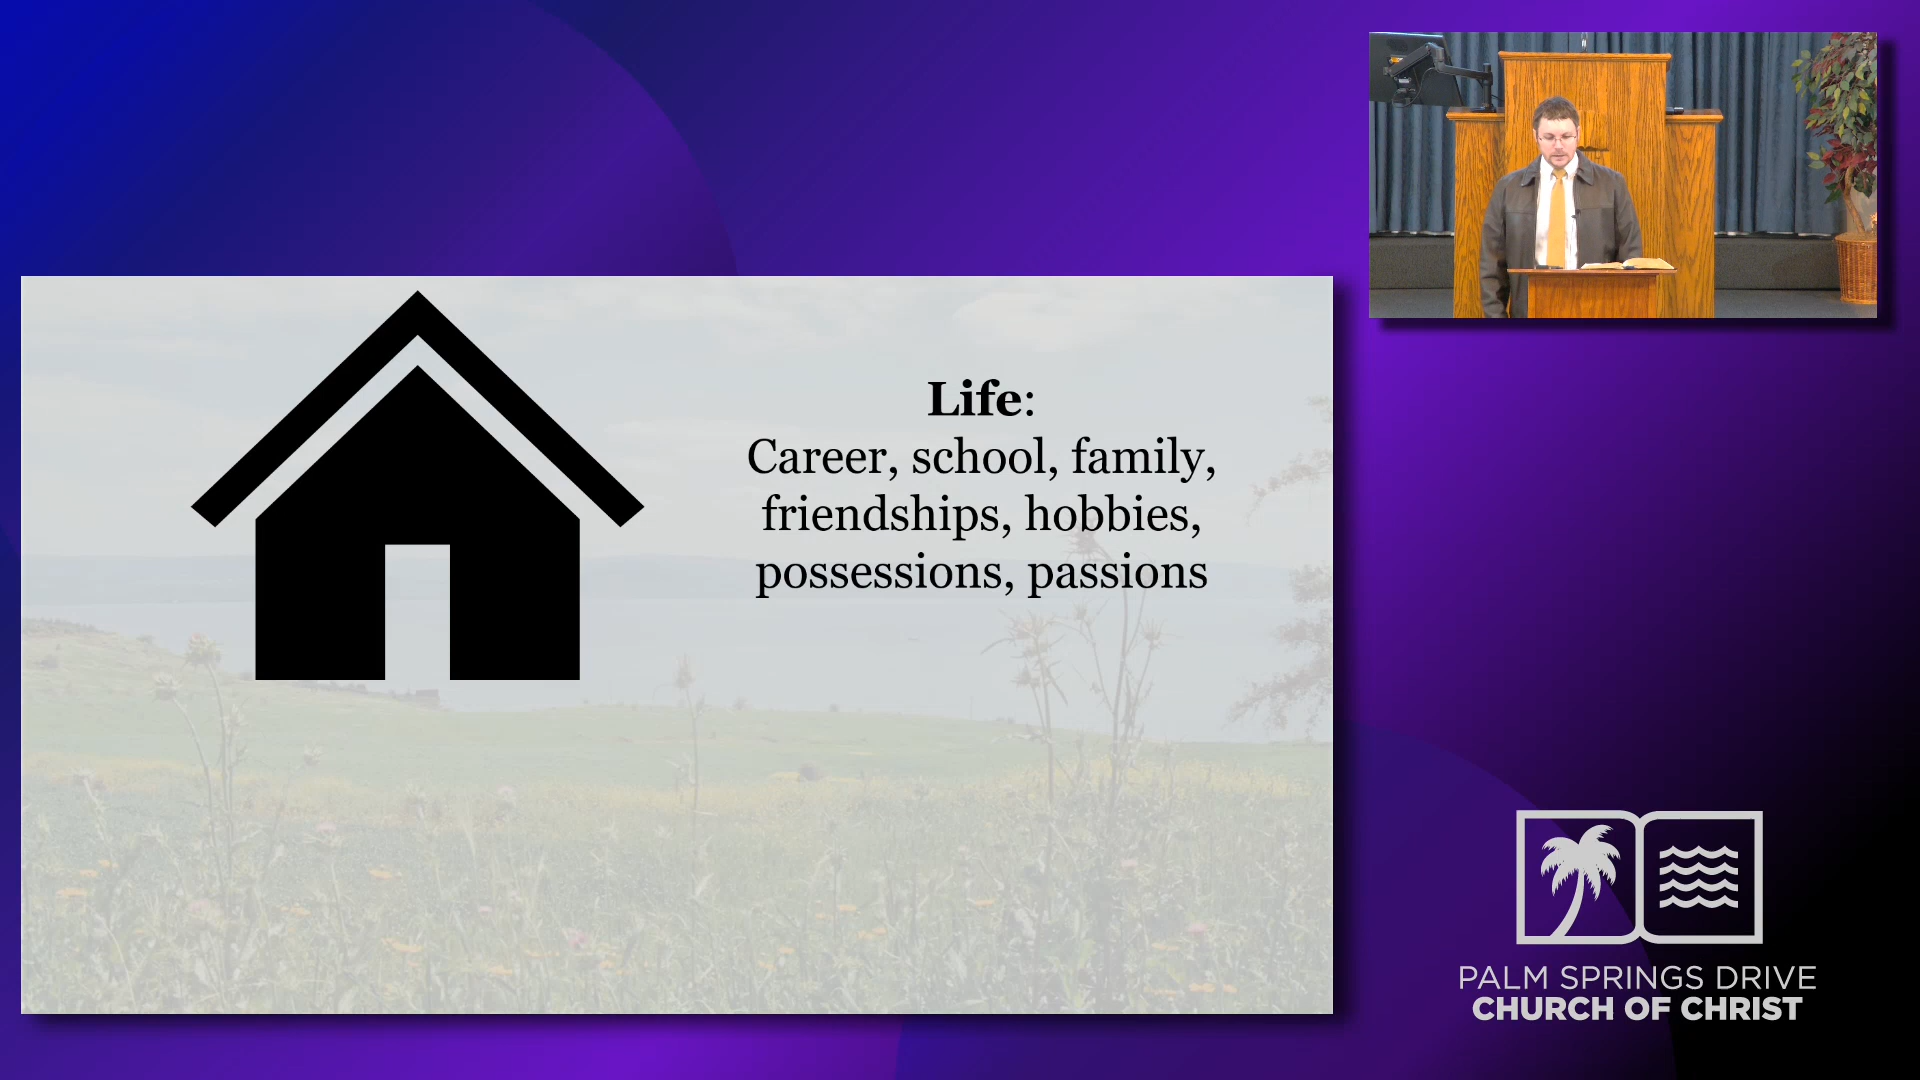 Life:
Career, school, family,
friendships, hobbies,
possessions, passions
PALM SPRINGS DRIVE
CHURCH OF CHRIST